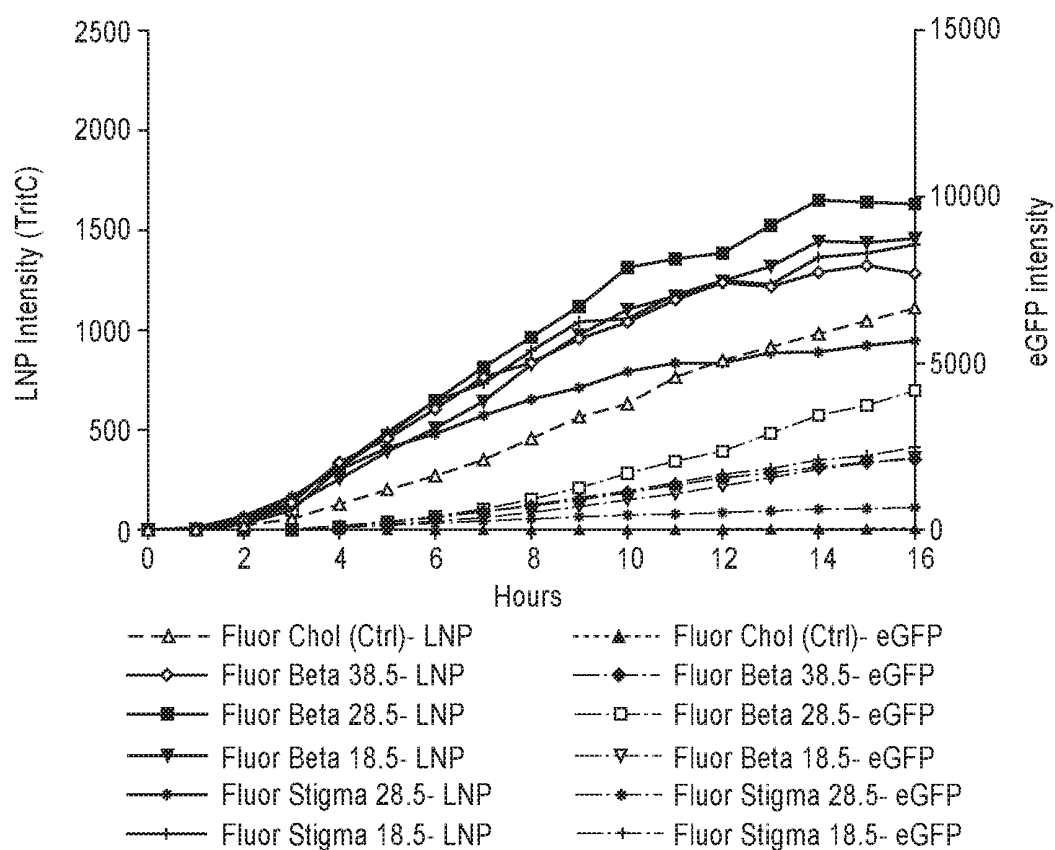 2500
2000
1500
1000
500
0
LNP Intensity (TritC)
15000
10000
5000
0
eGFP intensity
0 2 4 6 8 10 12 14 16
Hours
Fluor Chol (Ctrl)- LNP
Fluor Beta 38.5- LNP
Fluor Beta 28.5- LNP
Fluor Beta 18.5- LNP
Fluor Stigma 28.5- LNP
Fluor Stigma 18.5- LNP
Fluor Chol (Ctrl)- eGFP
Fluor Beta 38.5- eGFP
Fluor Beta 28.5- eGFP
Fluor Beta 18.5- eGFP
Fluor Stigma 28.5- eGFP
Fluor Stigma 18.5- eGFP